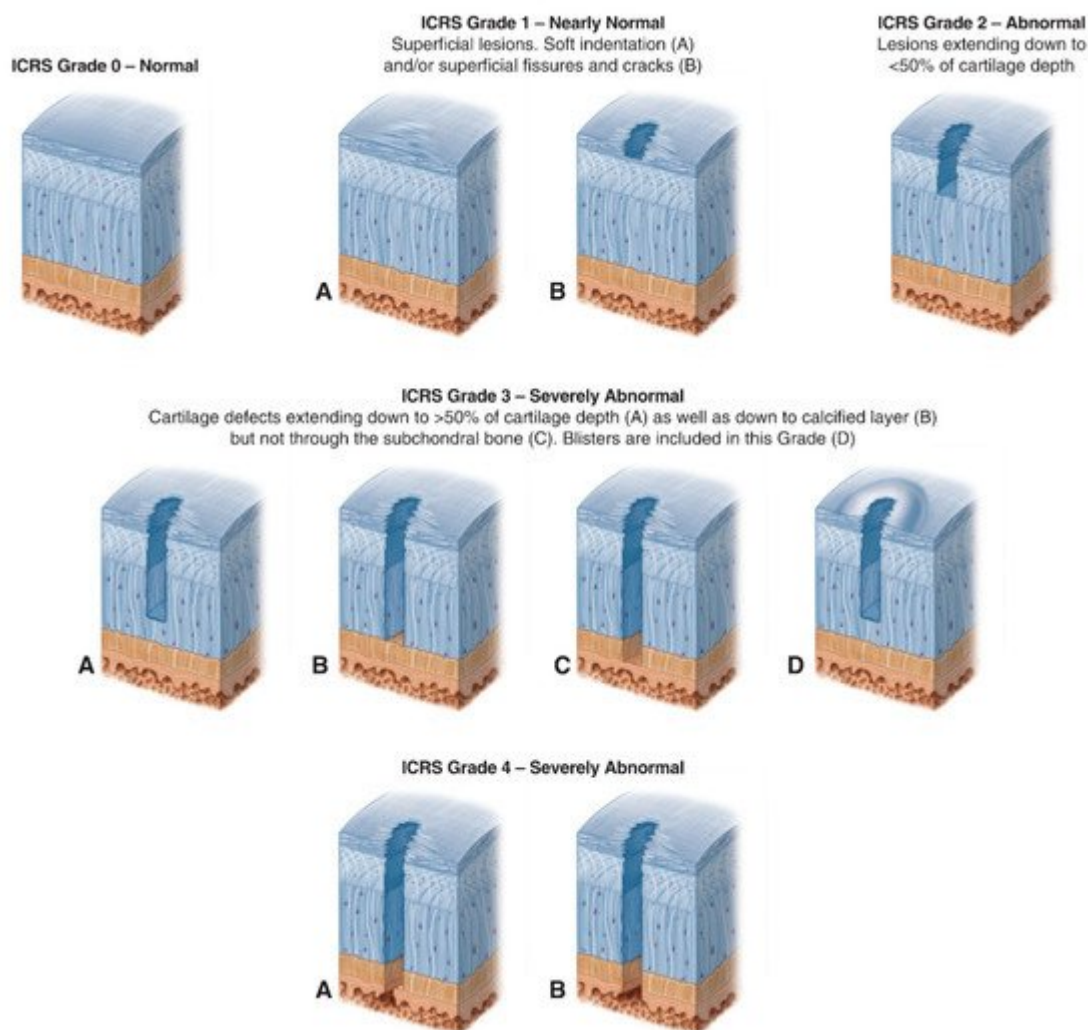 ICRS Grade 0 – Normal
ICRS Grade 1 – Nearly Normal
Superficial lesions. Soft indentation (A)
and/or superficial fissures and cracks (B)
ICRS Grade 2 – Abnormal
Lesions extending down to
<50% of cartilage depth
A
B
ICRS Grade 3 – Severely Abnormal
Cartilage defects extending down to >50% of cartilage depth (A) as well as down to calcified layer (B)
but not through the subchondral bone (C). Blisters are included in this Grade (D)
A
B
C
D
ICRS Grade 4 – Severely Abnormal
A
B